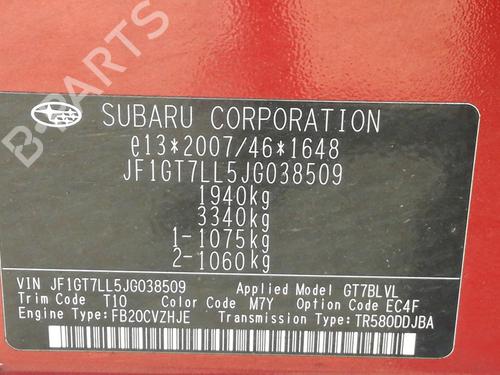 B-PARTS
SUBARU CORPORATION
e13*2007/46*1648
JF1GT7LL5JG038509
1940kg
3340kg
1-1075kg
2-1060kg
VIN JF1GT7LL5JG038509 Applied Model GT7BLVL
Trim Code T10 Color Code M7Y Option Code EC4F
Engine Type: FB20CVZHJE Transmission Type:TR580DDJBA